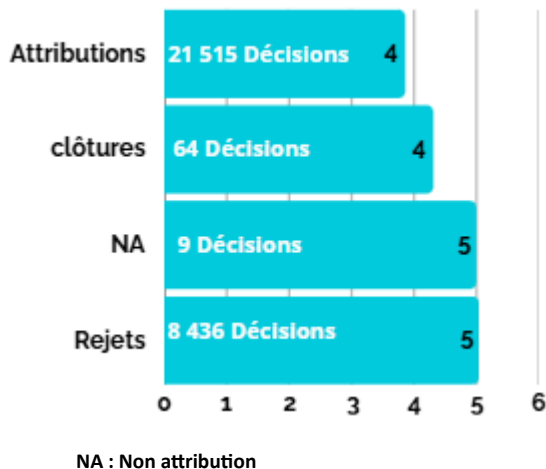 Attributions 21 515 Décisions 4
clôtures 64 Décisions 4
NA 9 Décisions 5
Rejets 8 436 Décisions 5
0 1 2 3 4 5 6
NA : Non attribution